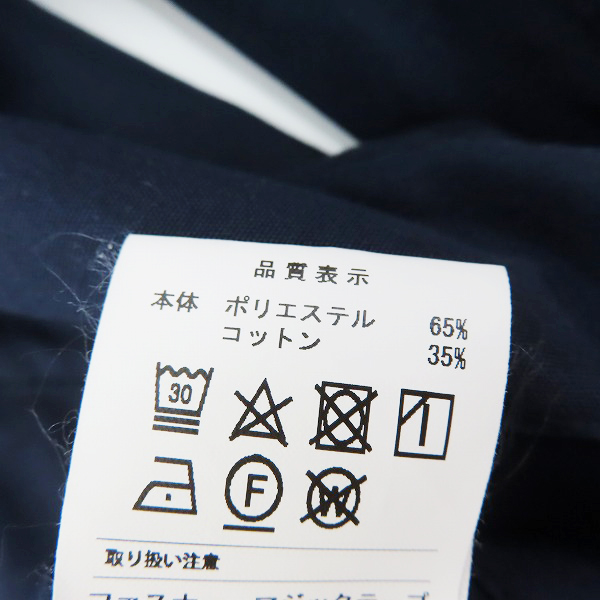 品質表示
本体 ポリエステル 65%
コットン 35%
30
F W
取り扱い注意